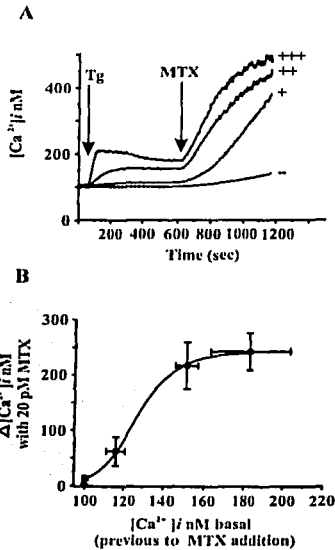 A
[Ca 2+]i nM
400
200
0
Tg
MTX
+++
++
+
--
200 400 600 800 1000 1200
Time (sec)
B
Δ[Ca2+]i nM
with 20 pM MTX
300
200
100
0
100 120 140 160 180 200 220
[Ca2+ ]i nM basal
(previous to MTX addition)